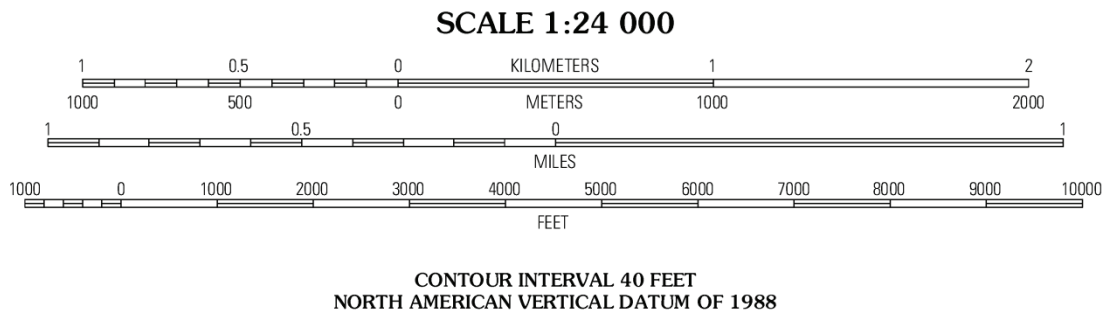 SCALE 1:24 000
1 0.5 0 KILOMETERS 1 2
1000 500 0 METERS 1000 2000
1 0.5 0 1
MILES
1000 0 1000 2000 3000 4000 5000 6000 7000 8000 9000 10000
FEET
CONTOUR INTERVAL 40 FEET
NORTH AMERICAN VERTICAL DATUM OF 1988